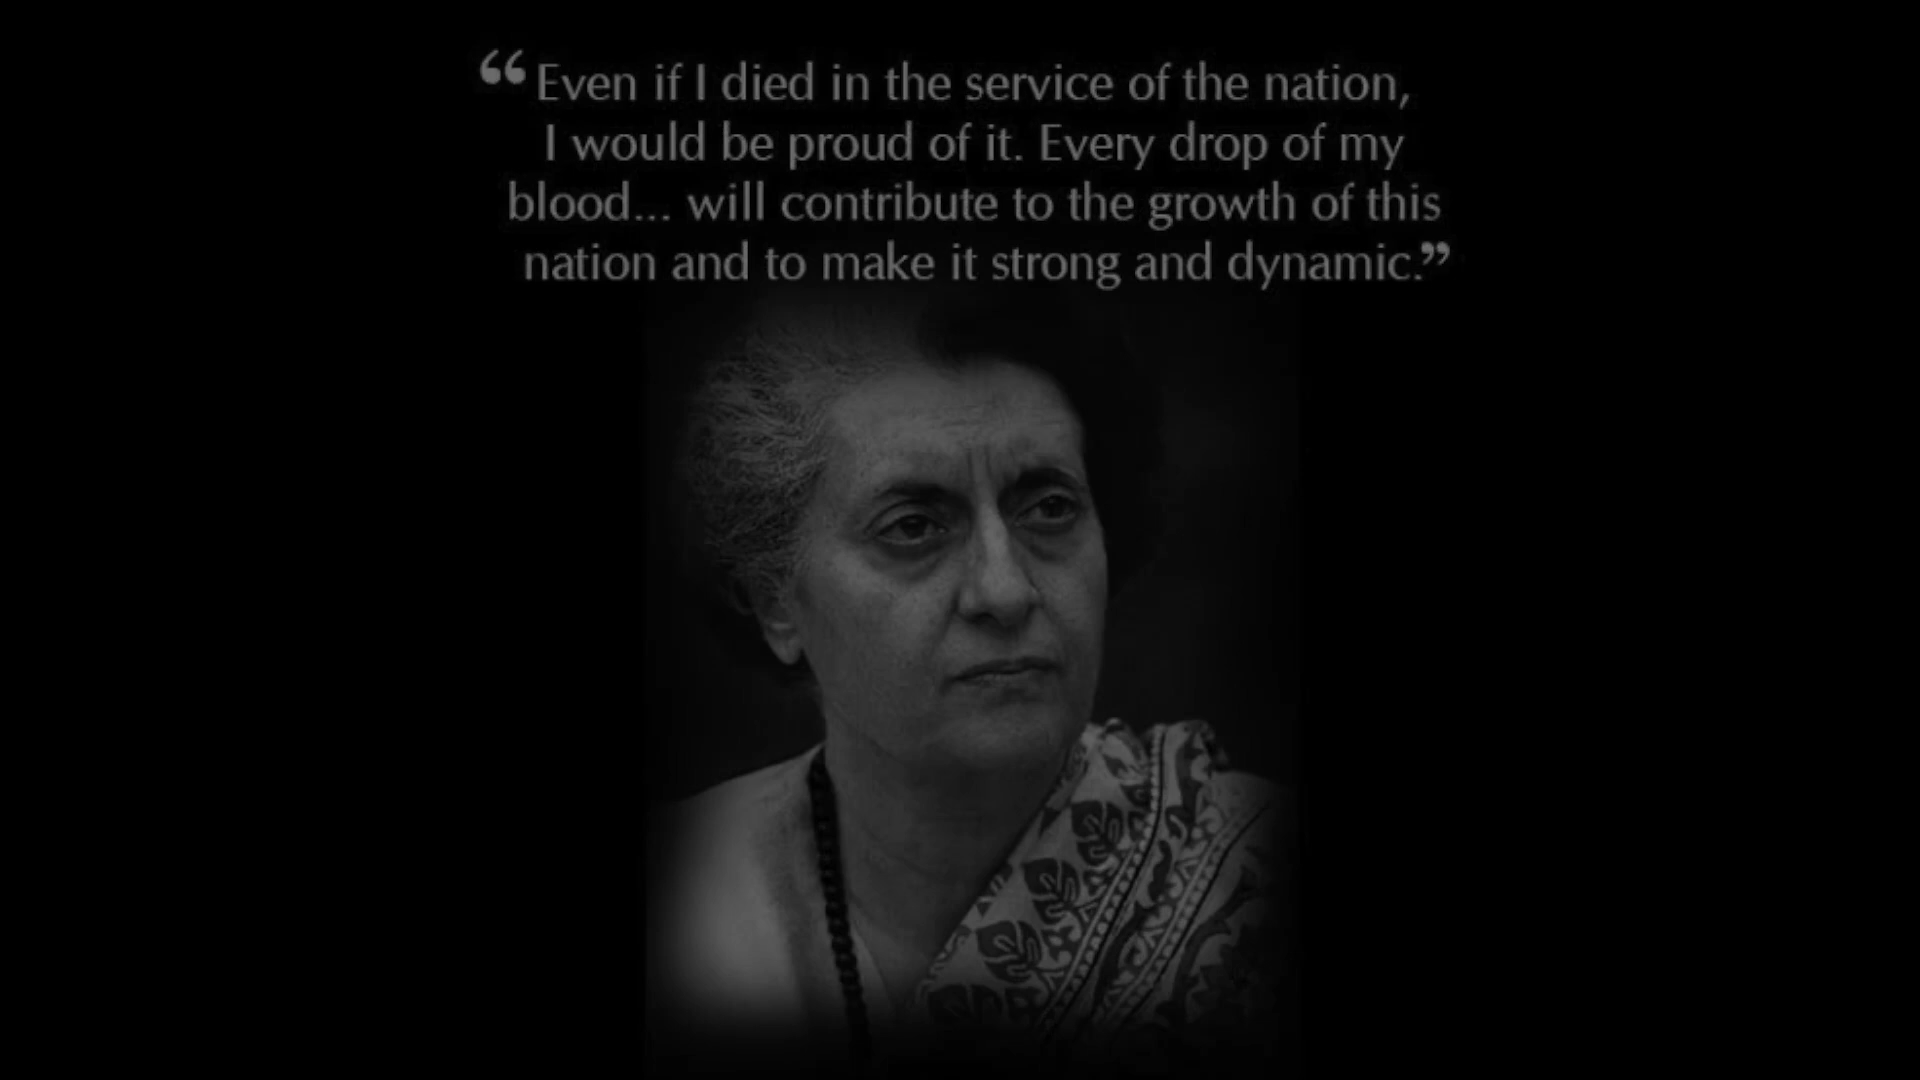 “Even if I died in the service of the nation,
I would be proud of it. Every drop of my
blood... will contribute to the growth of this
nation and to make it strong and dynamic.”